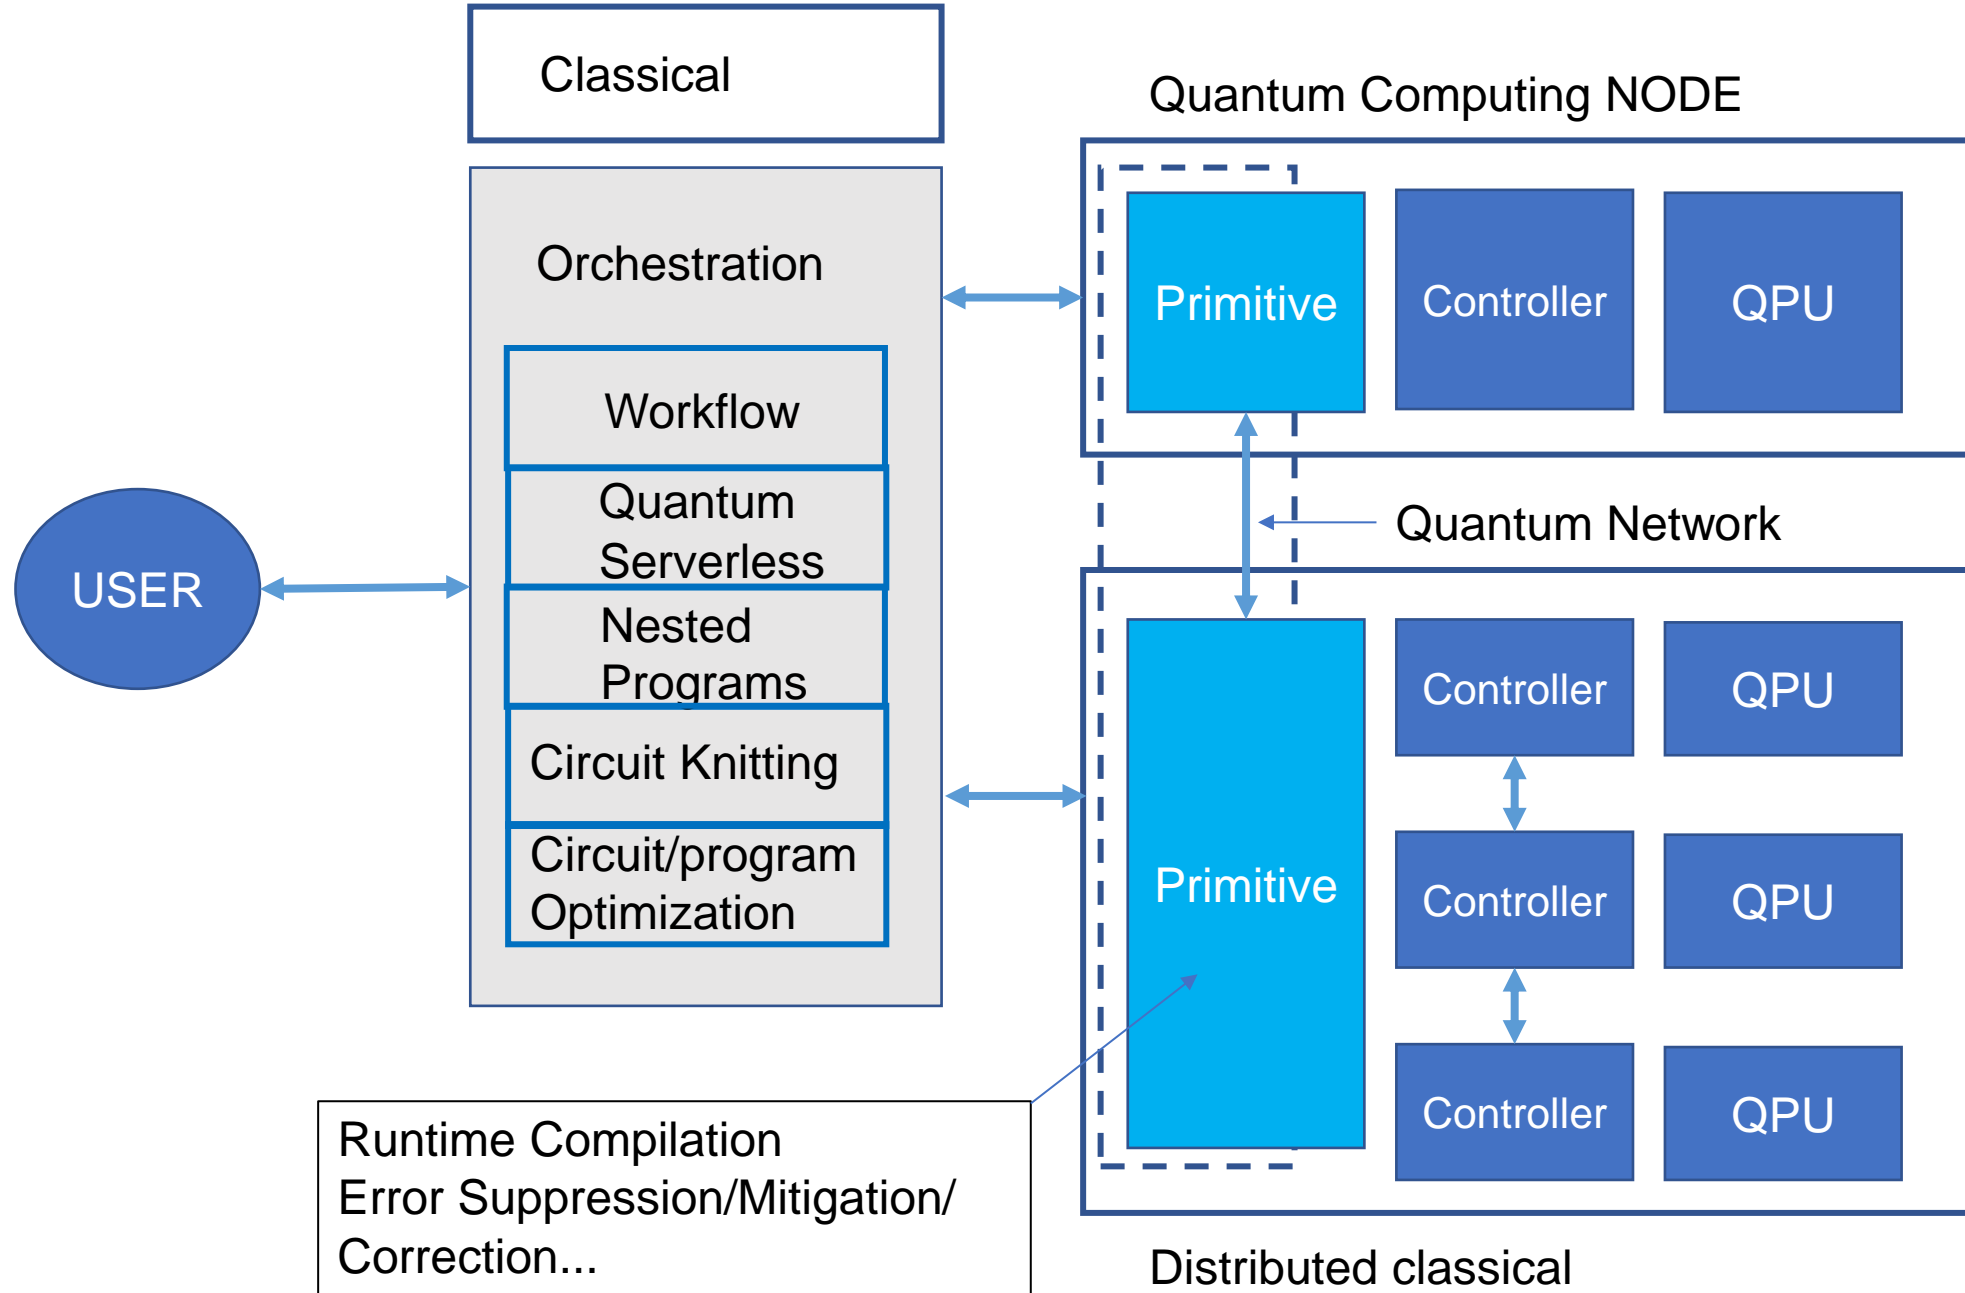 Classical
Quantum Computing NODE
Orchestration
Primitive
Controller
QPU
Workflow
Quantum
Serverless
Quantum Network
USER
Nested
Programs
Controller
QPU
Circuit Knitting
Circuit/program
Optimization
Primitive
Controller
QPU
Controller
QPU
Runtime Compilation
Error Suppression/Mitigation/
Correction...
Distributed classical